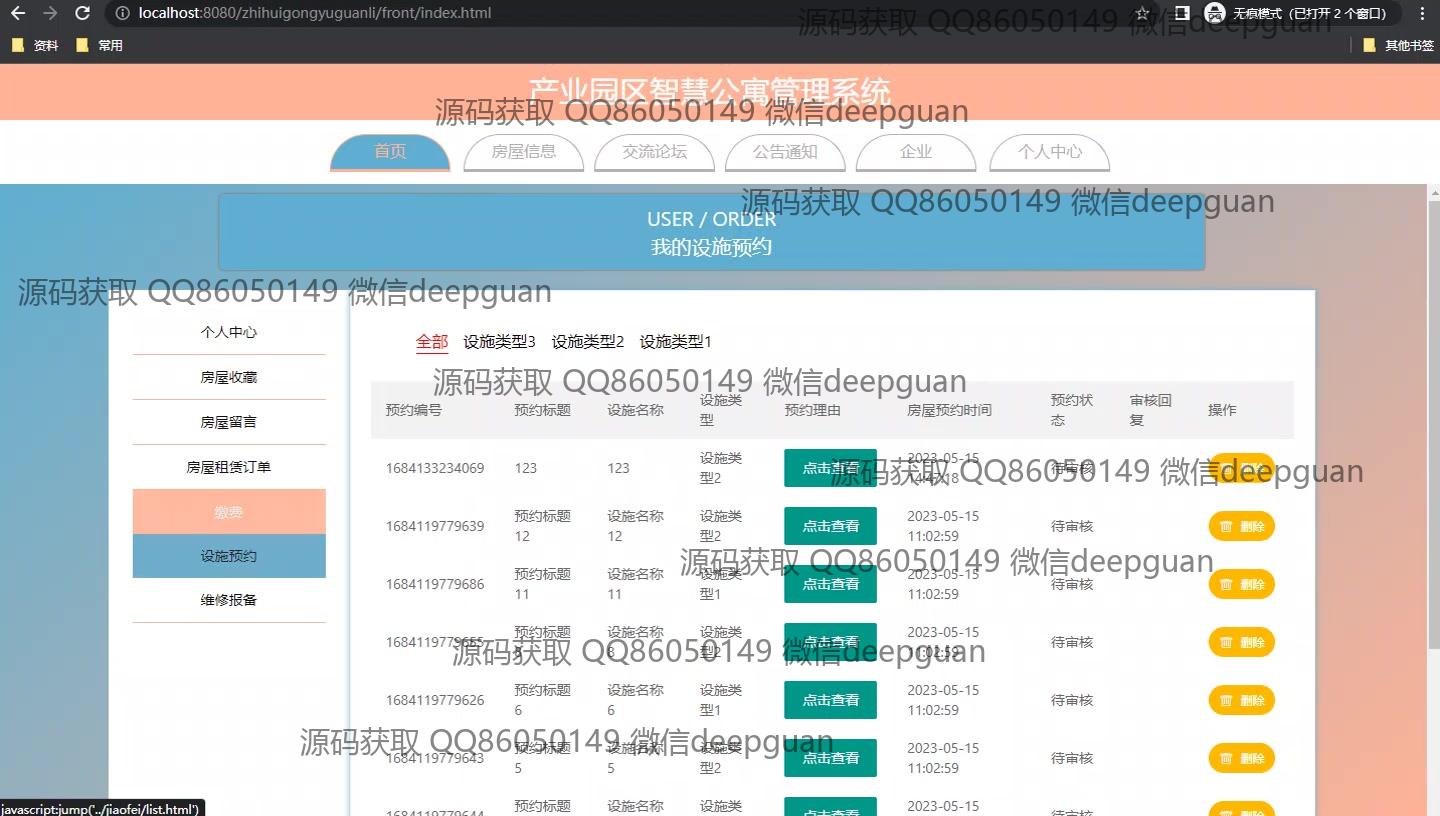 localhost:8080/zhihuigongyuguanli/front/index.html
无痕模式（已打开 2 个窗口）
资料
常用
其他书签
产业园区智慧公寓管理系统
源码获取 QQ86050149 微信deepguan
源码获取 QQ86050149 微信deepguan
首页 房屋信息 交流论坛 公告通知 企业 个人中心
源码获取 QQ86050149 微信deepguan
USER / ORDER
我的设施预约
源码获取 QQ86050149 微信deepguan
个人中心
房屋收藏
房屋留言
房屋租赁订单
缴费
设施预约
维修报备
全部 设施类型3 设施类型2 设施类型1
源码获取 QQ86050149 微信deepguan
预约编号 预约标题 设施名称 设施类型 预约理由 房屋预约时间 预约状态 审核回复 操作
1684133234069 123 123 设施类型2 点击查看 2023-05-15 待审核 删除
源码获取 QQ86050149 微信deepguan
1684119779639 预约标题12 设施名称12 设施类型2 点击查看 2023-05-15 11:02:59 待审核 删除
源码获取 QQ86050149 微信deepguan
1684119779686 预约标题11 设施名称11 设施类型1 点击查看 2023-05-15 11:02:59 待审核 删除
1684119779655 预约标题8 设施名称8 设施类型2 点击查看 2023-05-15 11:02:59 待审核 删除
源码获取 QQ86050149 微信deepguan
1684119779626 预约标题6 设施名称6 设施类型1 点击查看 2023-05-15 11:02:59 待审核 删除
源码获取 QQ86050149 微信deepguan
1684119779643 预约标题5 设施名称5 设施类型2 点击查看 2023-05-15 11:02:59 待审核 删除
1684119779644 预约标题 设施名称 设施类 点击查看 2023-05-15 待审核 删除
javascript:jump('../jiaofei/list.html')